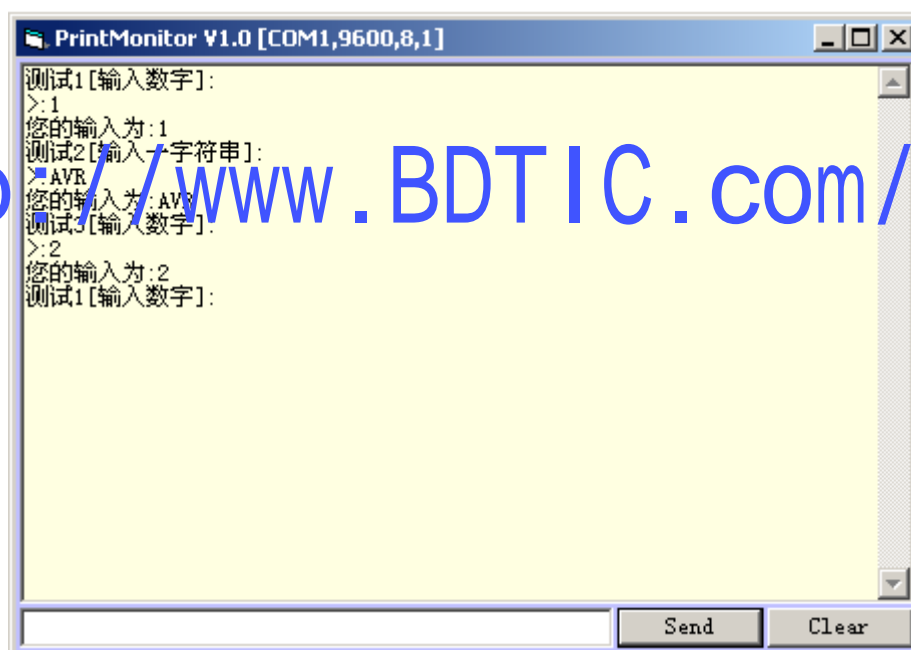 PrintMonitor V1.0 [COM1,9600,8,1]
测试1[输入数字]:
>:1
您的输入为:1
测试2[输入一字符串]:
>:AVR
您的输入为:AVR
测试3[输入数字]:
>:2
您的输入为:2
测试1[输入数字]:
p://www.BDTIC.com/
Send
Clear